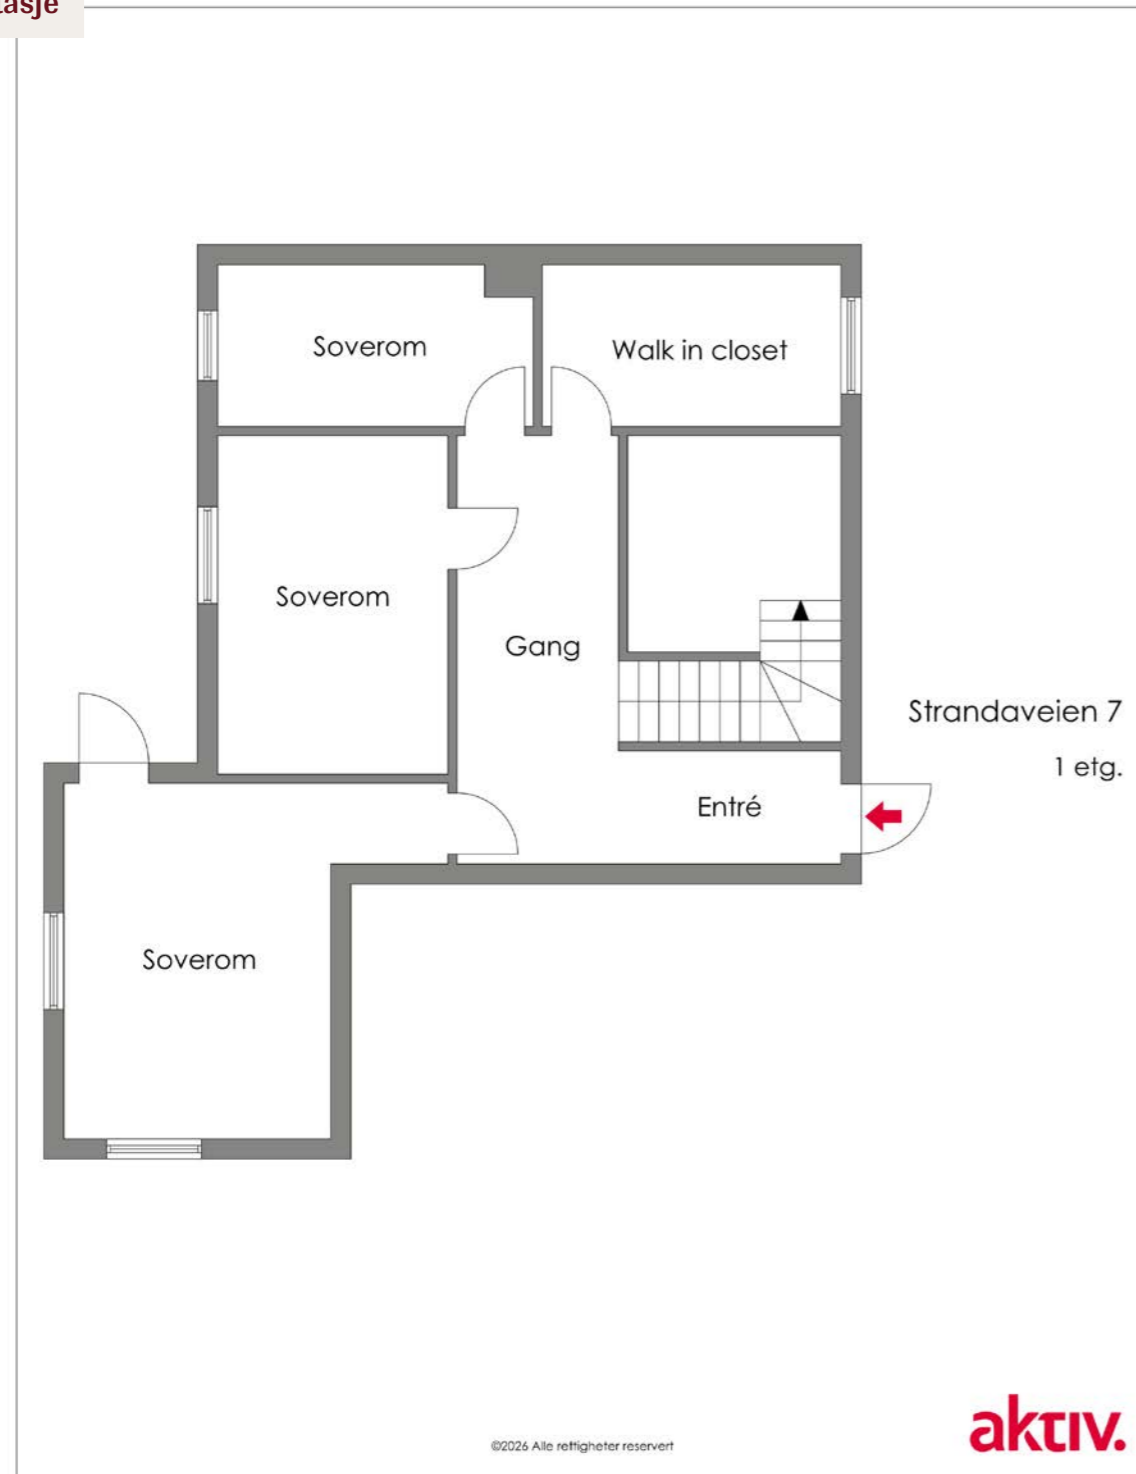 Soverom
Walk in closet
Soverom
Gang
Strandaveien 7
1 etg.
Entré
Soverom
©2026 Alle rettigheter reservert
aktiv.